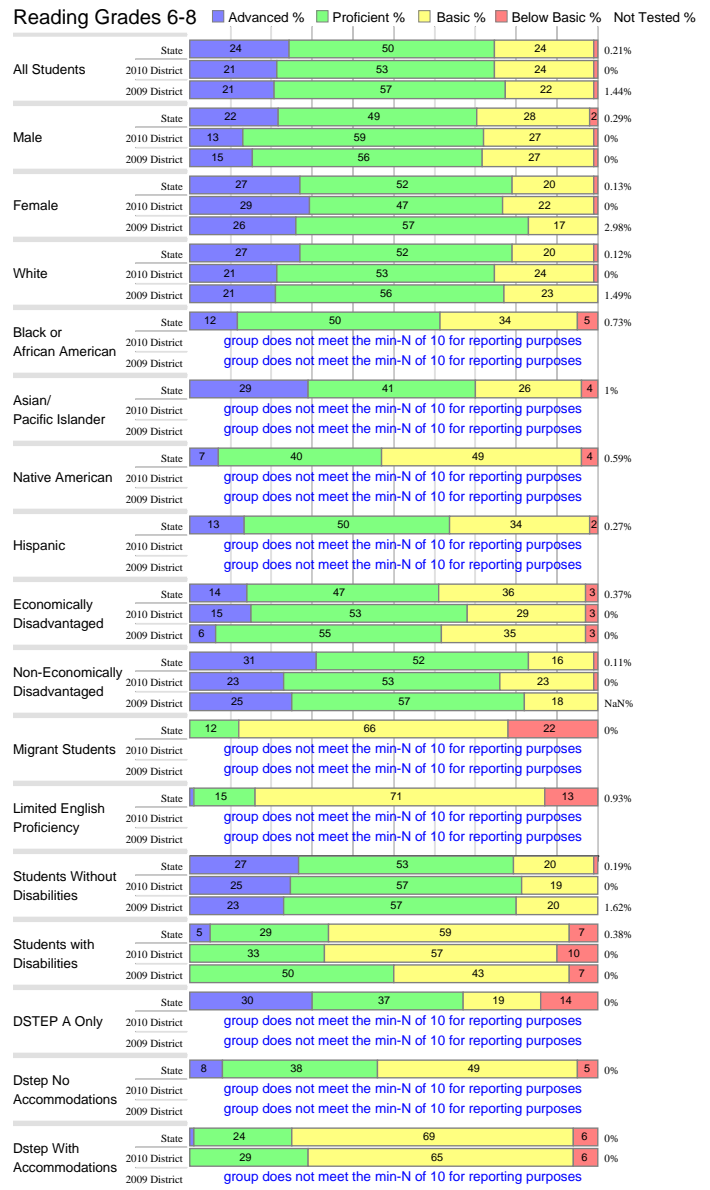 Reading Grades 6-8 Advanced % Proficient % Basic % Below Basic % Not Tested %
All Students
State 24 50 24 0.21%
2010 District 21 53 24 0%
2009 District 21 57 22 1.44%
Male
State 22 49 28 2 0.29%
2010 District 13 59 27 0%
2009 District 15 56 27 0%
Female
State 27 52 20 0.13%
2010 District 29 47 22 0%
2009 District 26 57 17 2.98%
White
State 27 52 20 0.12%
2010 District 21 53 24 0%
2009 District 21 56 23 1.49%
Black or
African American
State 12 50 34 5 0.73%
2010 District group does not meet the min-N of 10 for reporting purposes
2009 District group does not meet the min-N of 10 for reporting purposes
Asian/
Pacific Islander
State 29 41 26 4 1%
2010 District group does not meet the min-N of 10 for reporting purposes
2009 District group does not meet the min-N of 10 for reporting purposes
Native American
State 7 40 49 4 0.59%
2010 District group does not meet the min-N of 10 for reporting purposes
2009 District group does not meet the min-N of 10 for reporting purposes
Hispanic
State 13 50 34 2 0.27%
2010 District group does not meet the min-N of 10 for reporting purposes
2009 District group does not meet the min-N of 10 for reporting purposes
Economically
Disadvantaged
State 14 47 36 3 0.37%
2010 District 15 53 29 3 0%
2009 District 6 55 35 3 0%
Non-Economically
Disadvantaged
State 31 52 16 0.11%
2010 District 23 53 23 0%
2009 District 25 57 18 NaN%
Migrant Students
State 12 66 22 0%
2010 District group does not meet the min-N of 10 for reporting purposes
2009 District group does not meet the min-N of 10 for reporting purposes
Limited English
Proficiency
State 15 71 13 0.93%
2010 District group does not meet the min-N of 10 for reporting purposes
2009 District group does not meet the min-N of 10 for reporting purposes
Students Without
Disabilities
State 27 53 20 0.19%
2010 District 25 57 19 0%
2009 District 23 57 20 1.62%
Students with
Disabilities
State 5 29 59 7 0.38%
2010 District 33 57 10 0%
2009 District 50 43 7 0%
DSTEP A Only
State 30 37 19 14 0%
2010 District group does not meet the min-N of 10 for reporting purposes
2009 District group does not meet the min-N of 10 for reporting purposes
Dstep No
Accommodations
State 8 38 49 5 0%
2010 District group does not meet the min-N of 10 for reporting purposes
2009 District group does not meet the min-N of 10 for reporting purposes
Dstep With
Accommodations
State 24 69 6 0%
2010 District 29 65 6 0%
2009 District group does not meet the min-N of 10 for reporting purposes